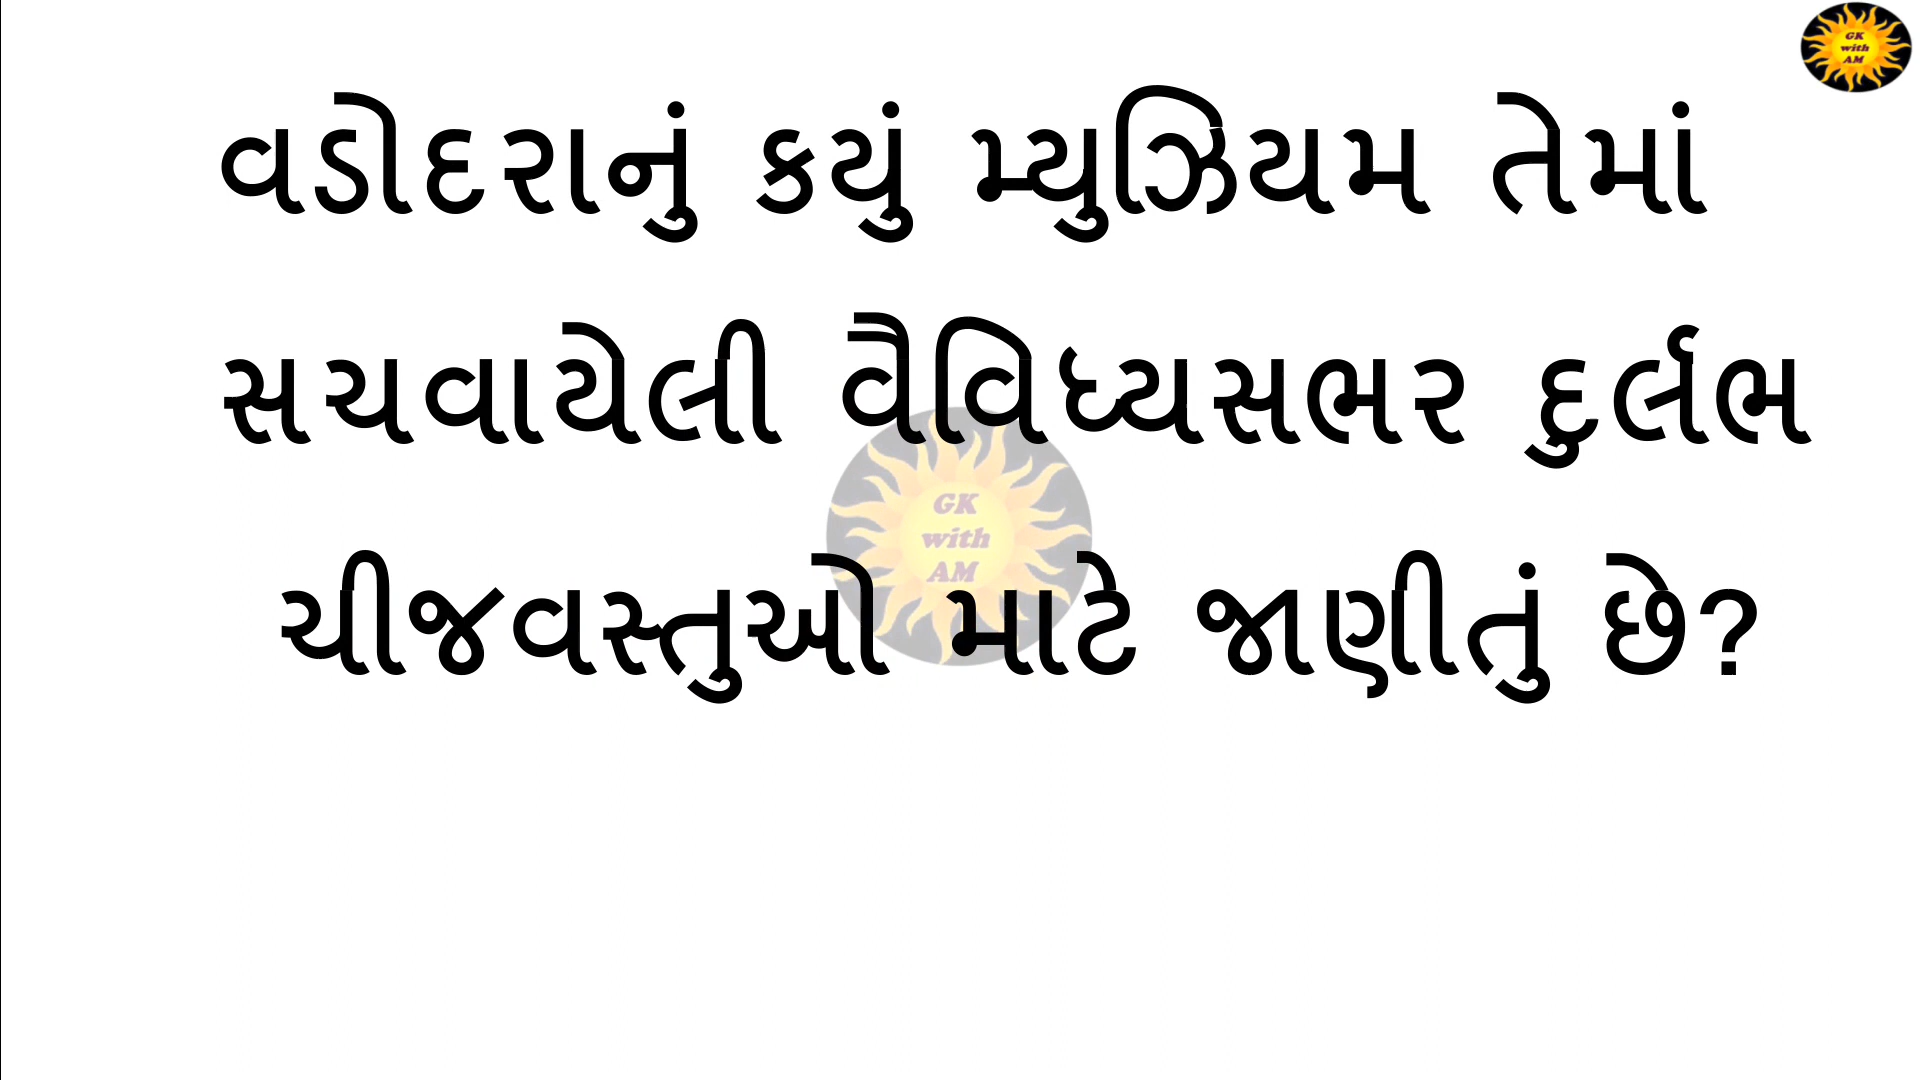 GK
with
AM
વડોદરાનું કયું મ્યુઝિયમ તેમાં
સચવાયેલી વૈવિધ્યસભર દુર્લભ
ચીજવસ્તુઓ માટે જાણીતું છે?
GK
with
AM